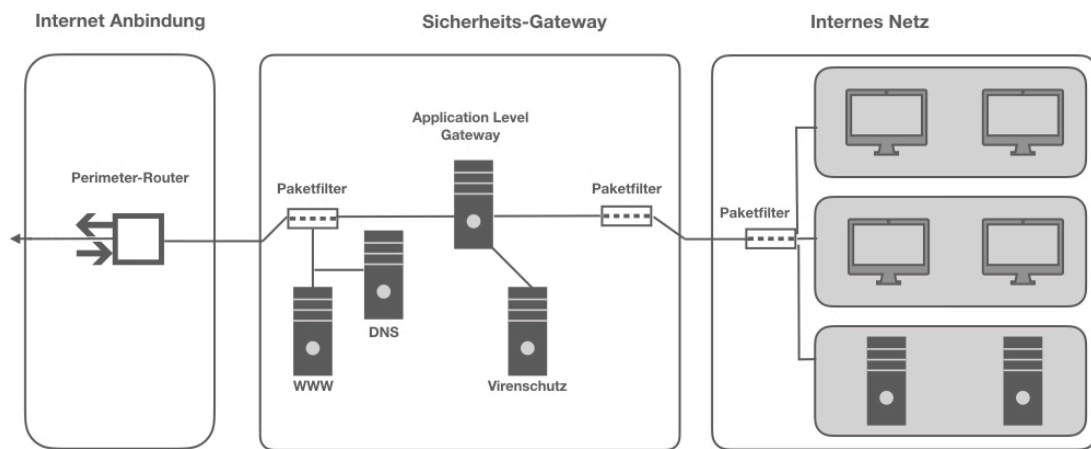 Internet Anbindung
Sicherheits-Gateway
Internes Netz
Application Level
Gateway
Perimeter-Router
Paketfilter
Paketfilter
Paketfilter
DNS
WWW
Virenschutz